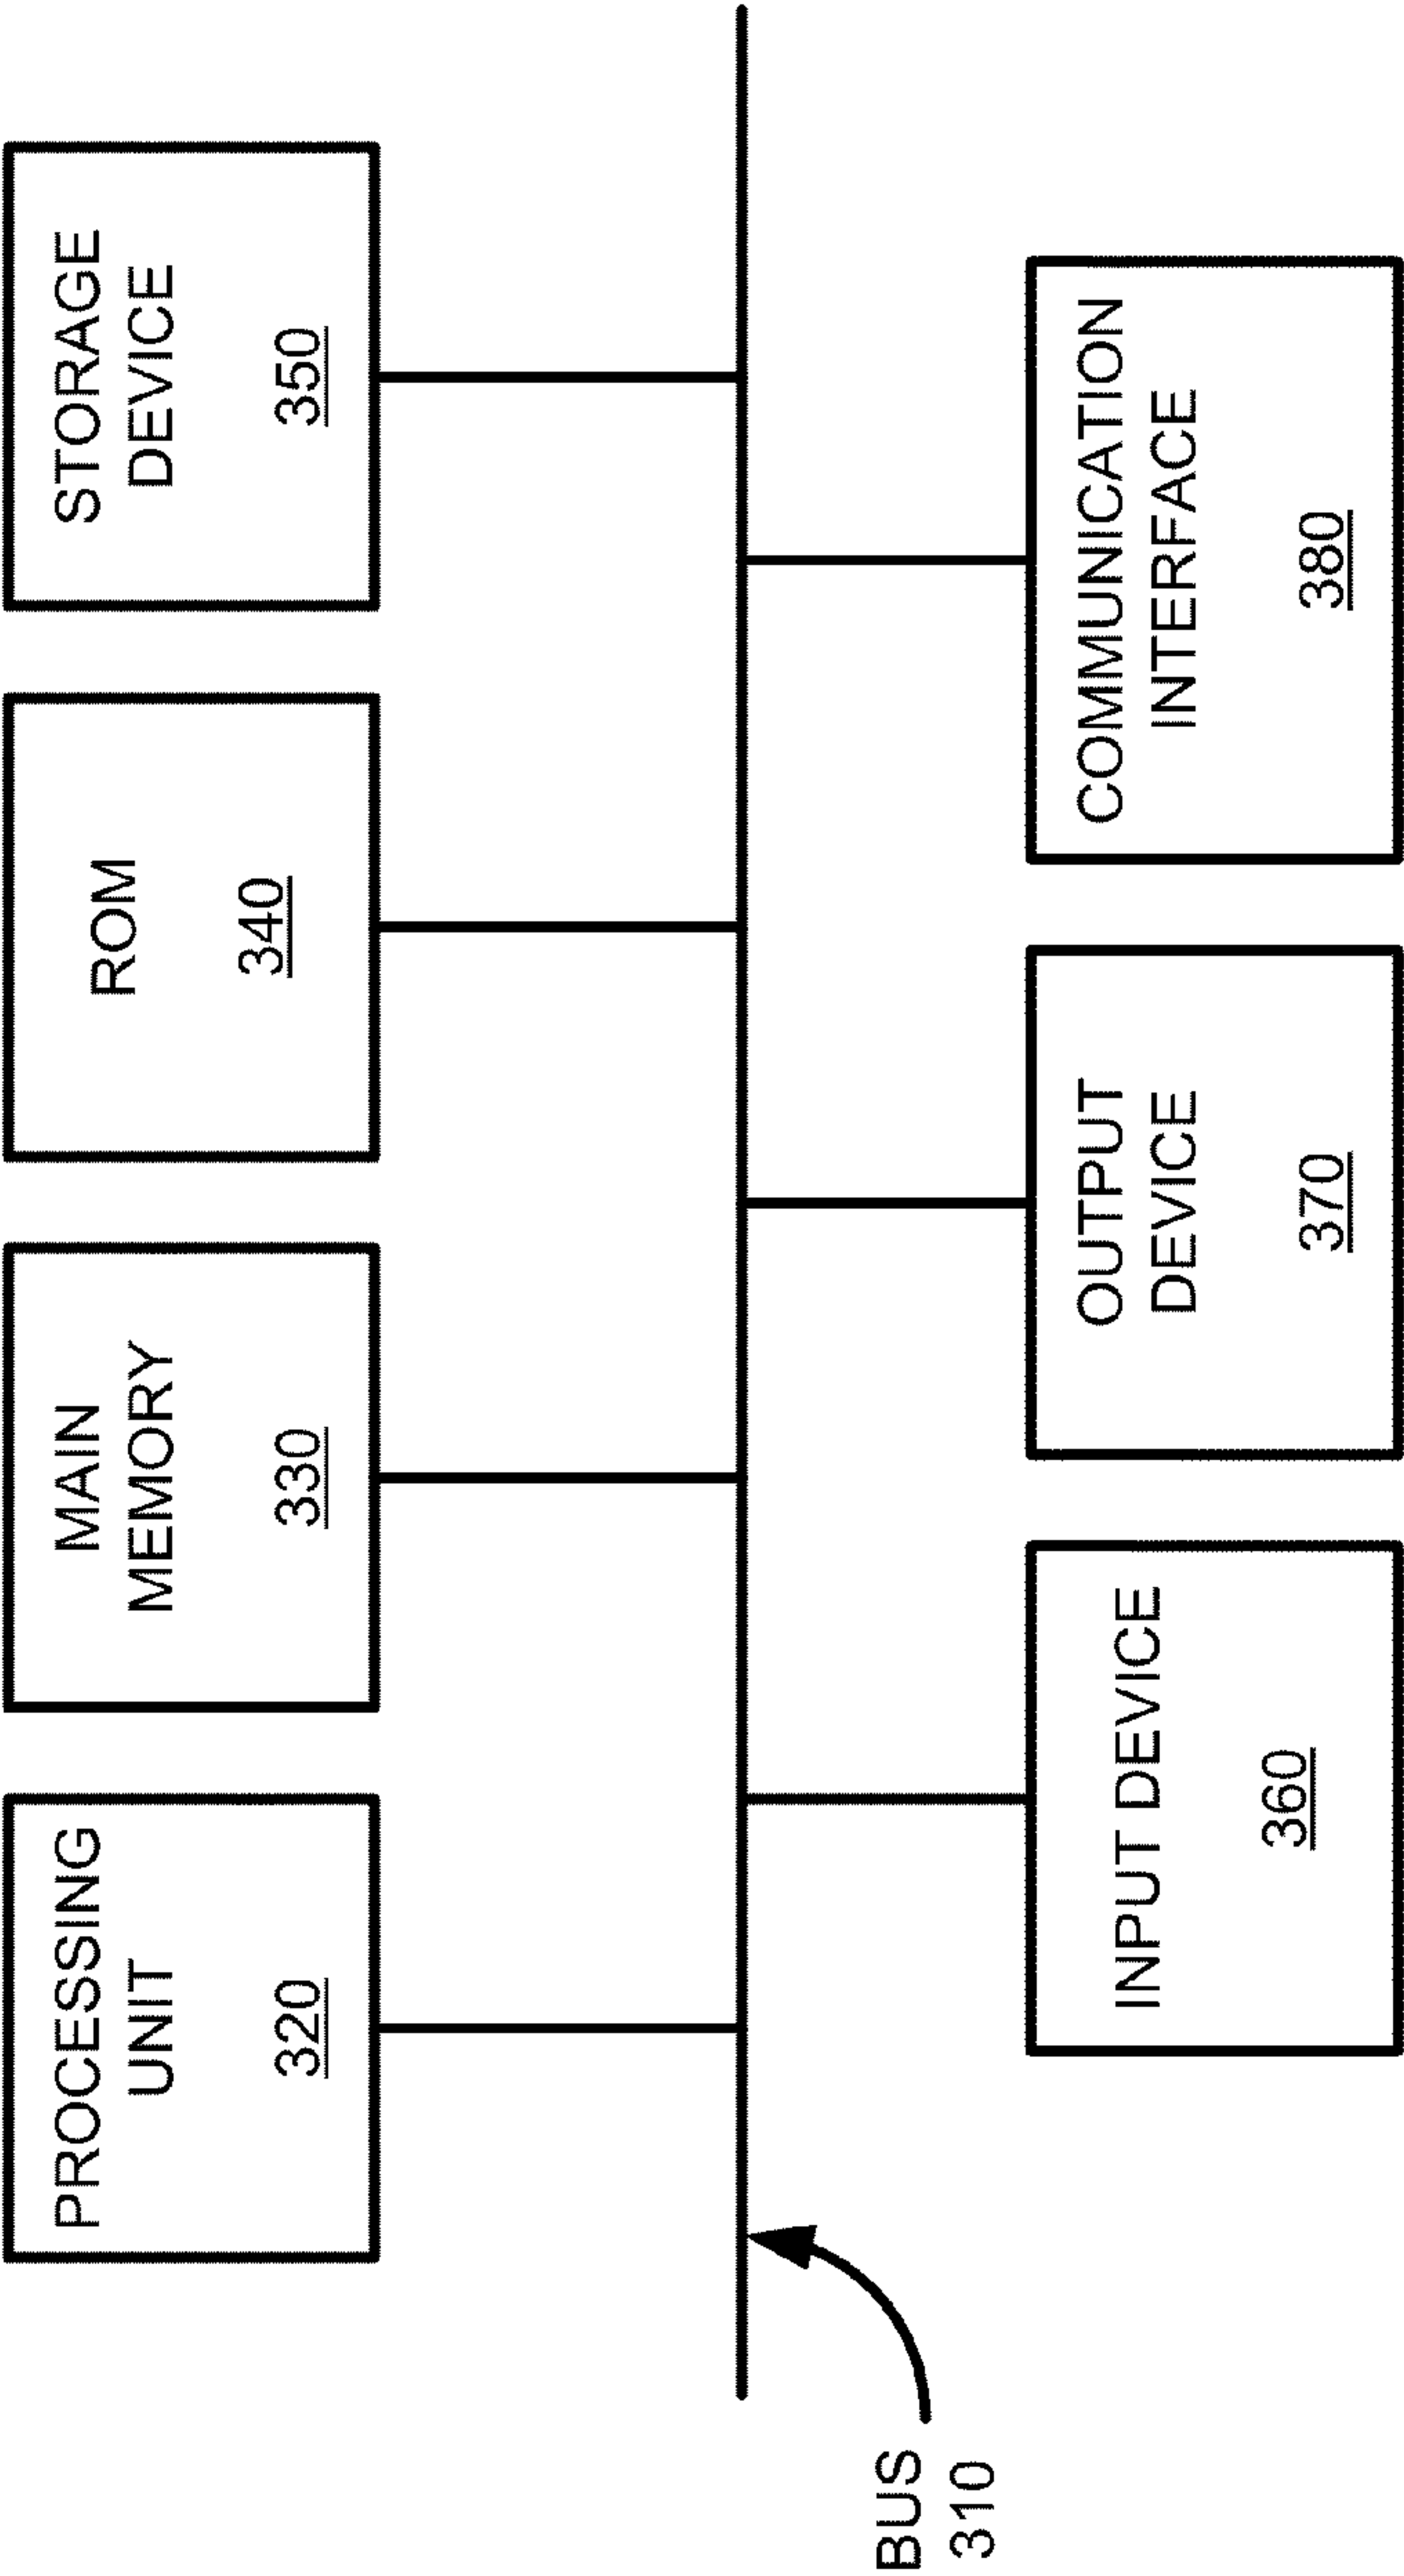 PROCESSING
UNIT
320
MAIN
MEMORY
330
ROM
340
STORAGE
DEVICE
350
BUS
310
INPUT DEVICE
360
OUTPUT
DEVICE
370
COMMUNICATION
INTERFACE
380